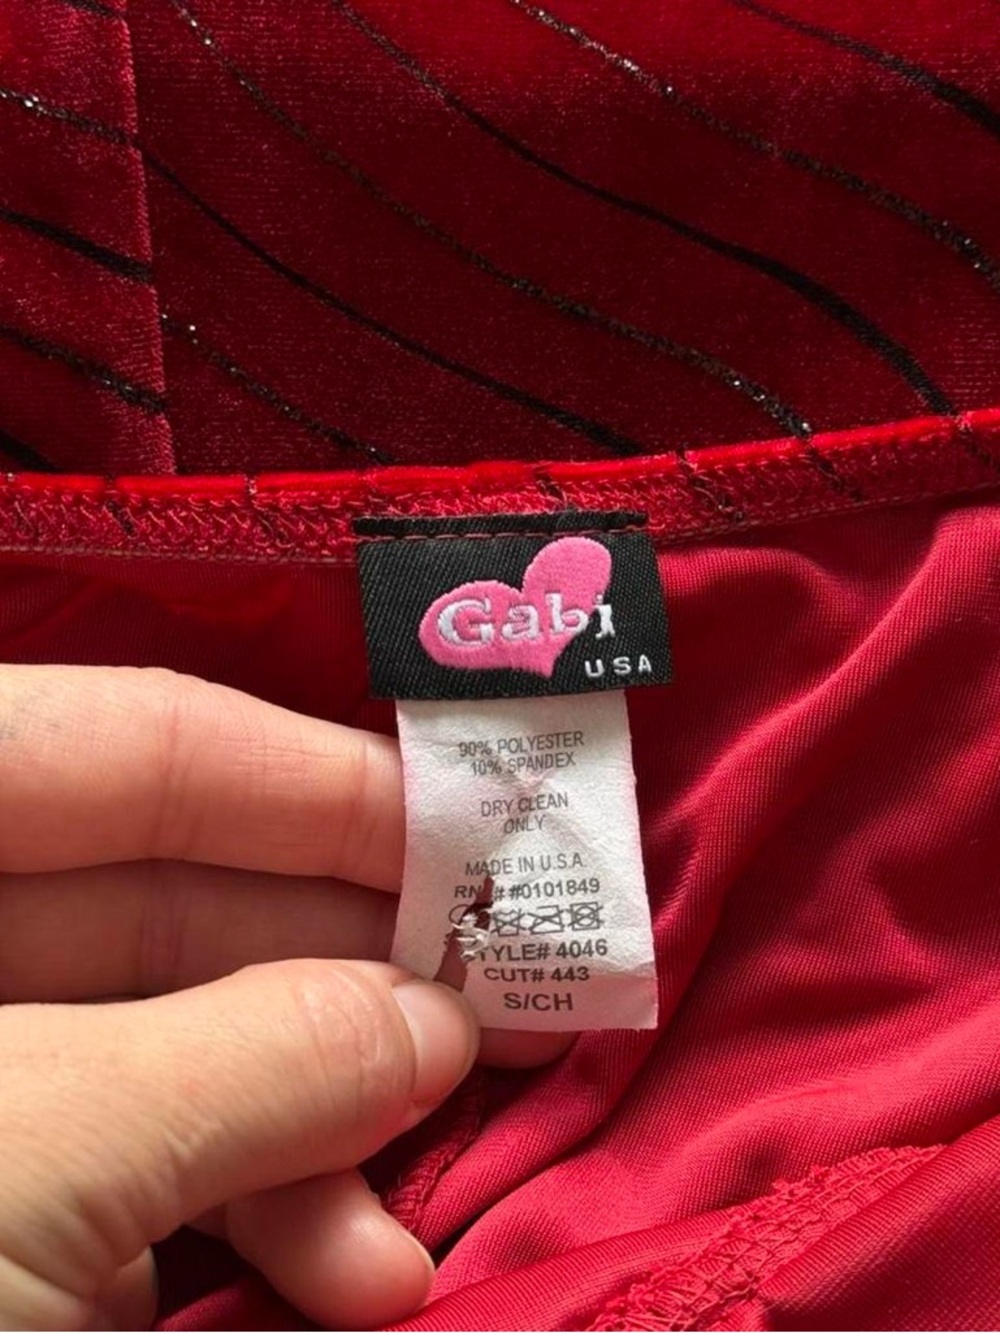 Gabi
USA
90% POLYESTER
10% SPANDEX
DRY CLEAN
ONLY
MADE IN U.S.A.
RN ##0101849
TYLE# 4046
CUT# 443
S/CH